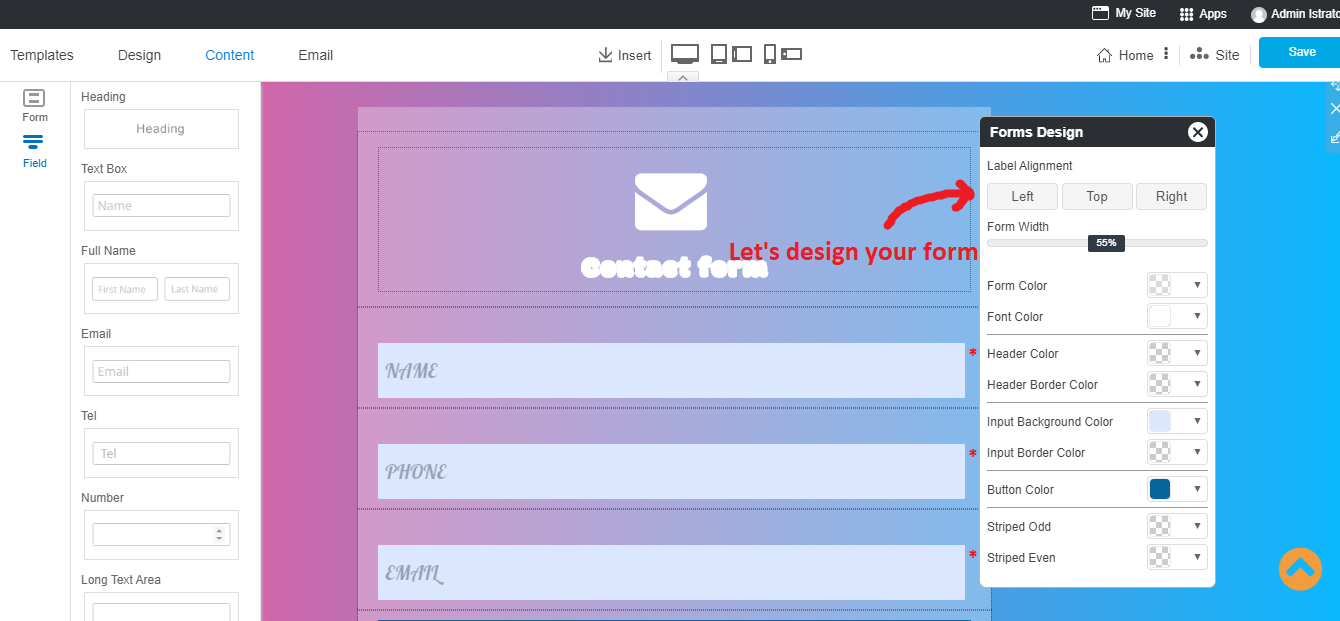 My Site
Apps
Admin Istrato
Templates
Design
Content
Email
Insert
Home
Site
Save
Form
Field
Heading
Heading
Text Box
Name
Full Name
First Name
Last Name
Email
Email
Tel
Tel
Number
Long Text Area
Contact form
Let's design your form
NAME
*
PHONE
*
EMAIL
*
Forms Design
Label Alignment
Left
Top
Right
Form Width
55%
Form Color
Font Color
Header Color
Header Border Color
Input Background Color
Input Border Color
Button Color
Striped Odd
Striped Even